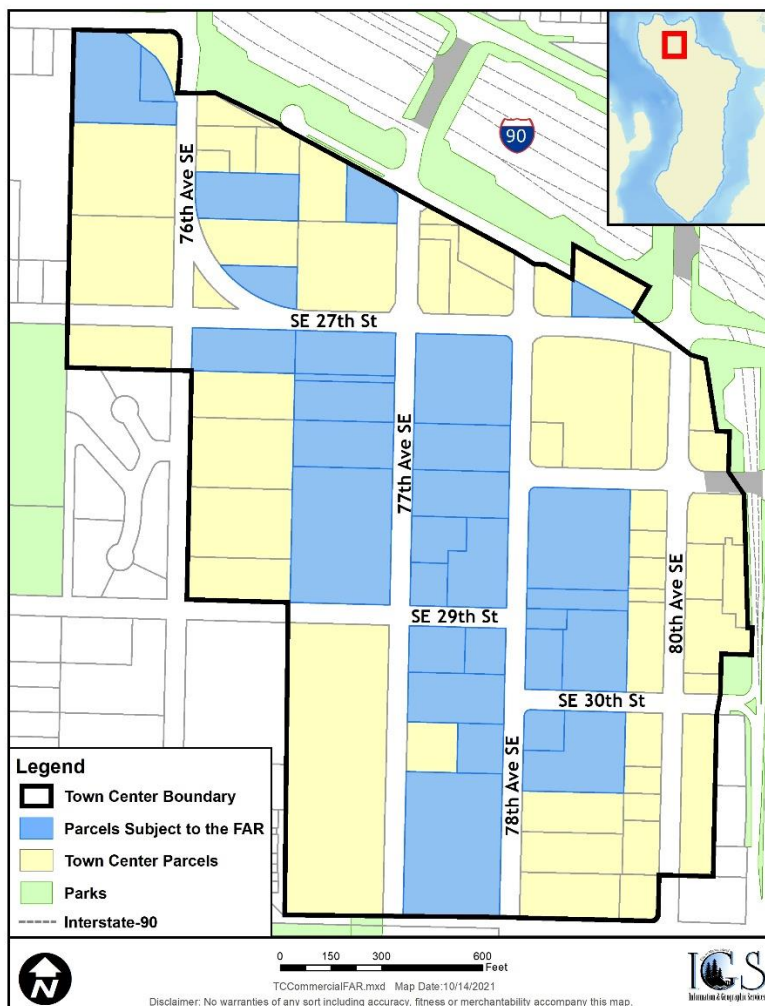 90
76th Ave SE
SE 27th St
77th Ave SE
80th Ave SE
SE 29th St
SE 30th St
78th Ave SE
Legend
Town Center Boundary
Parcels Subject to the FAR
Town Center Parcels
Parks
Interstate-90
N
0 150 300 600
Feet
TCCommercialFAR.mxd Map Date:10/14/2021
Disclaimer: No warranties of any sort including accuracy, fitness or merchantability accompany this map.
IGS
Information & Geographic Services